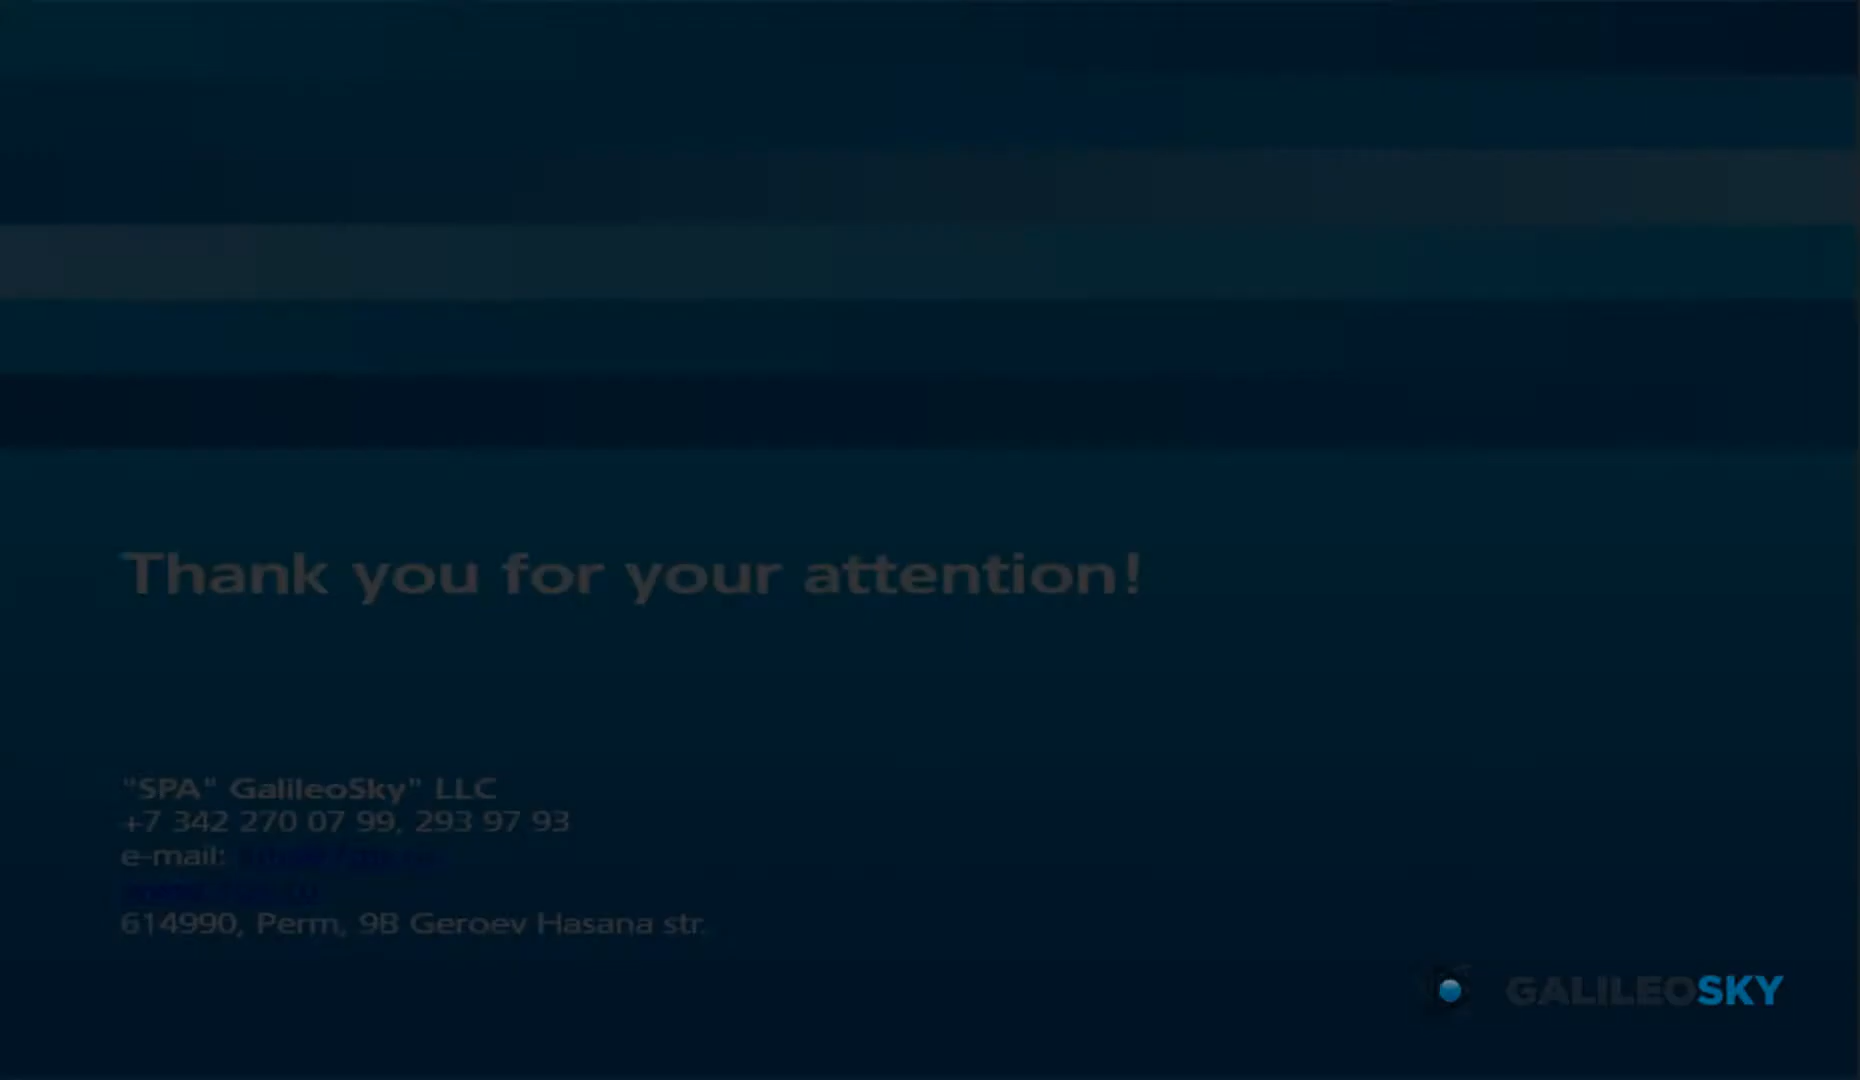 Thank you for your attention!
"SPA" GalileoSky" LLC
+7 342 270 07 99, 293 97 93
e-mail:
614990, Perm, 9B Geroev Hasana str.
GALILEOSKY